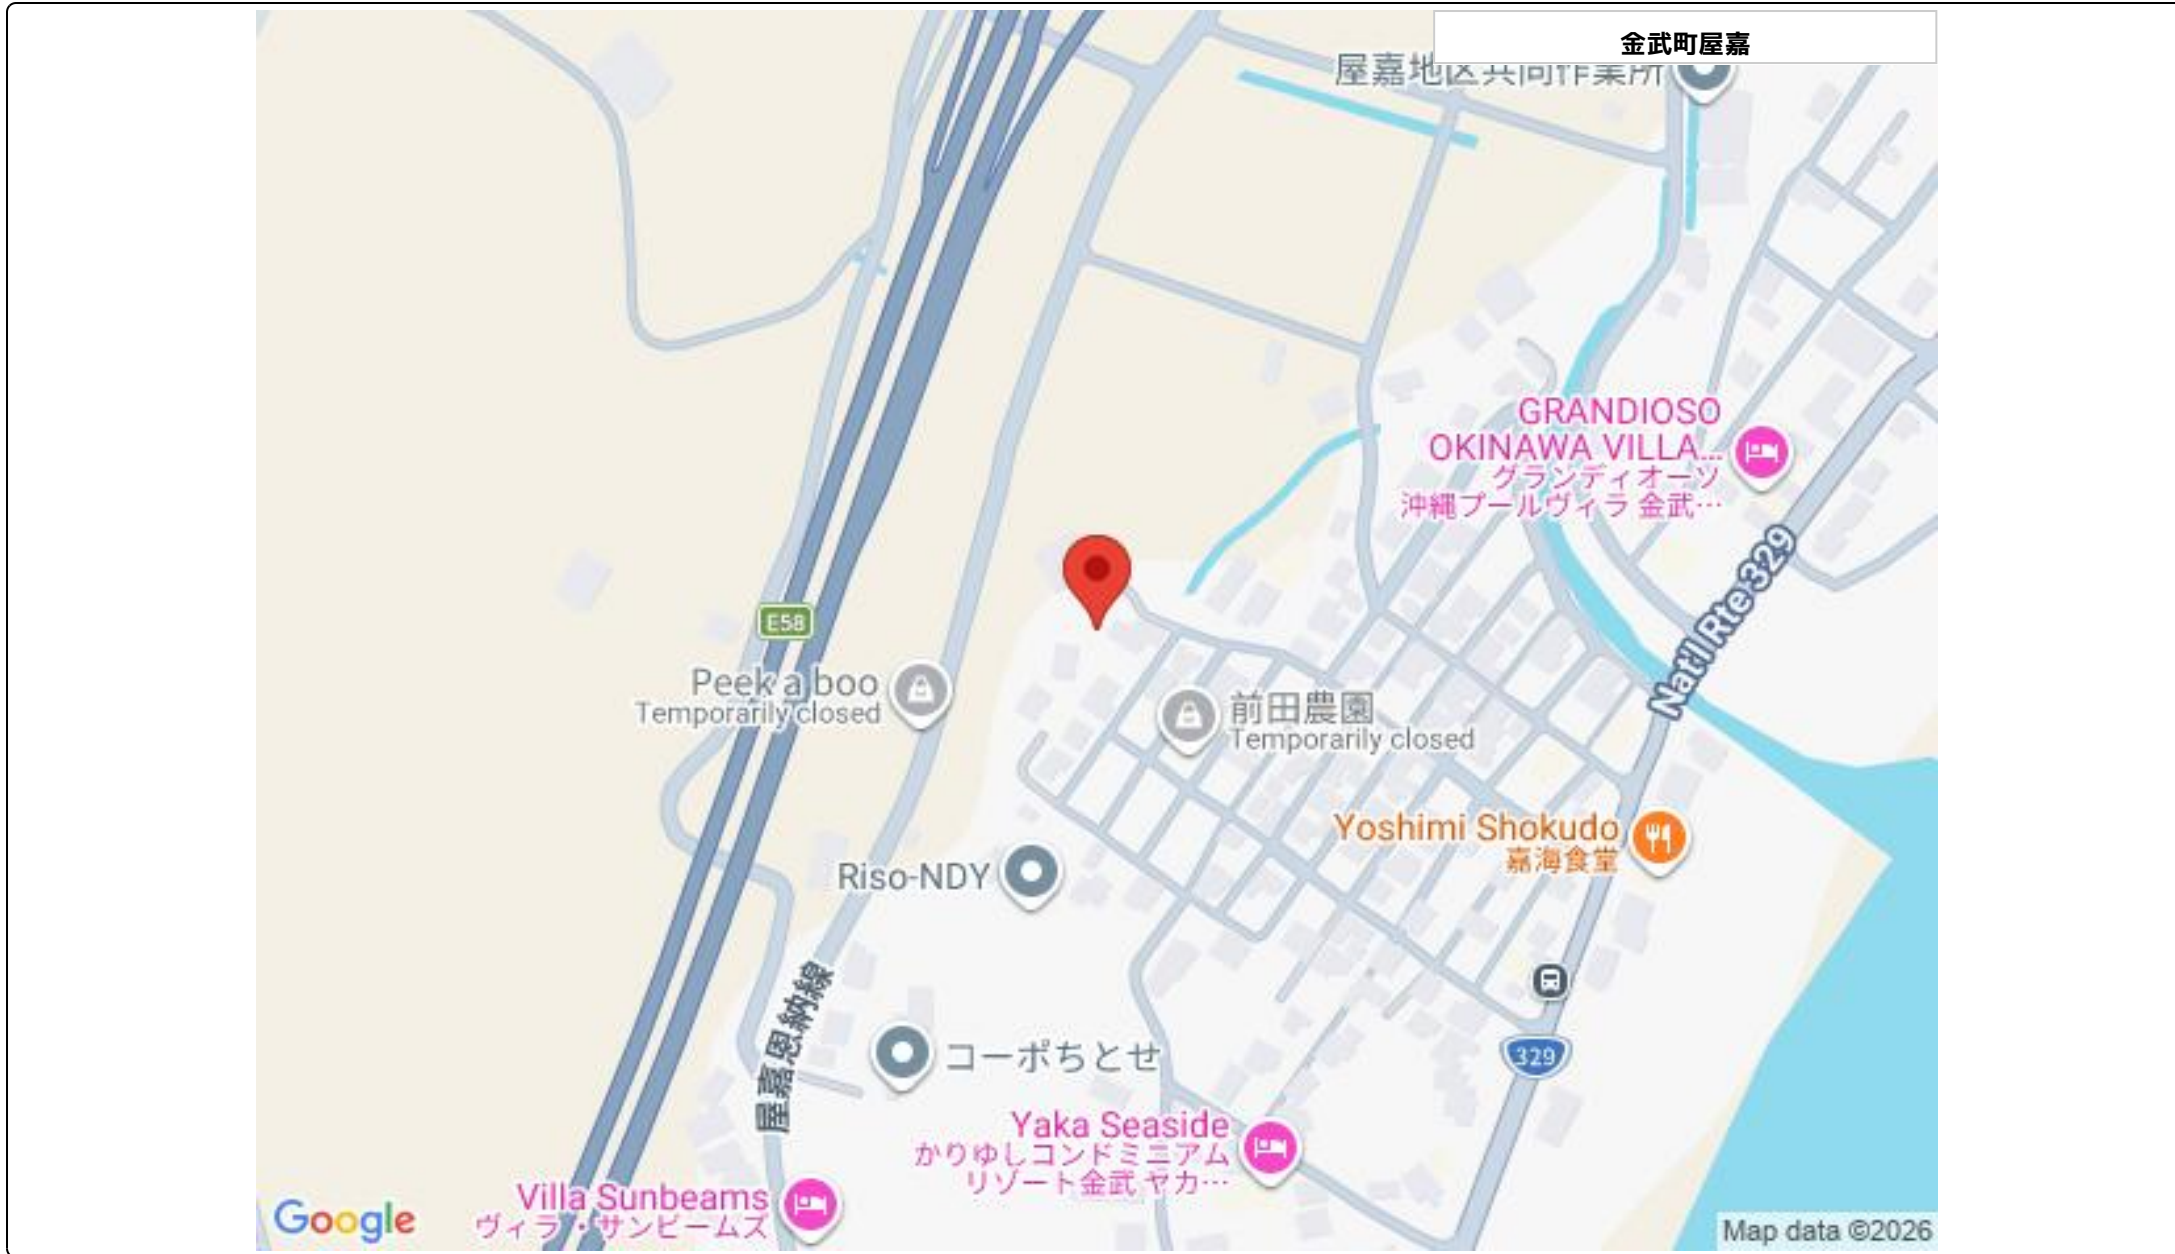 金武町屋嘉
屋嘉地区共同作業所
GRANDIOSO
OKINAWA VILLA...
グランディオーソ
沖縄プールヴィラ 金武…
Nat'l Rte 329
E58
Peek a boo
Temporarily closed
前田農園
Temporarily closed
Yoshimi Shokudo
嘉海食堂
Riso-NDY
屋嘉恩納線
コーポちとせ
329
Yaka Seaside
かりゆしコンドミニアム
リゾート金武 ヤカ…
Villa Sunbeams
ヴィラ・サンビームズ
Google
Map data ©2026